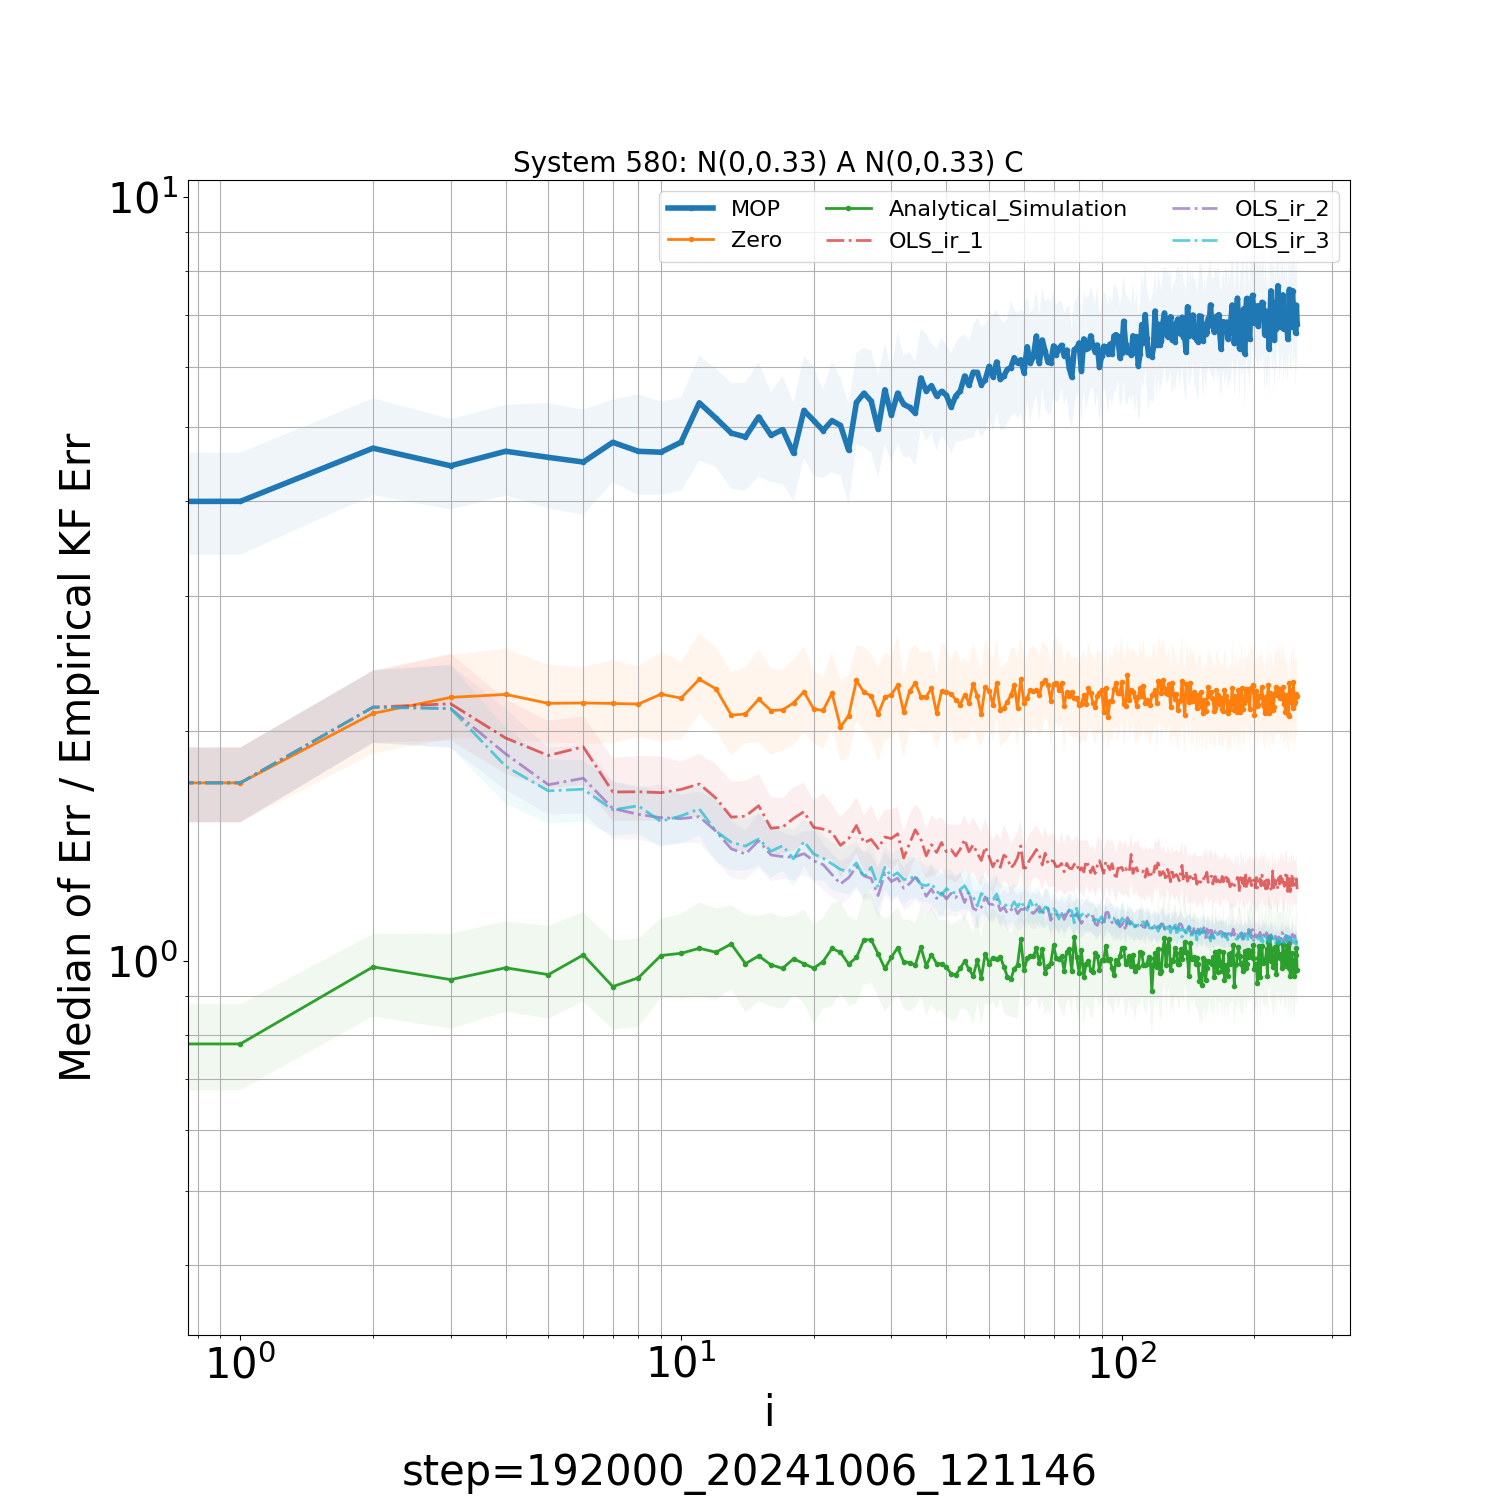 System 580: N(0,0.33) A N(0,0.33) C
MOP
Zero
Analytical_Simulation
OLS_ir_1
OLS_ir_2
OLS_ir_3
10¹
10⁰
Median of Err / Empirical KF Err
10⁰ 10¹ 10²
i
step=192000_20241006_121146